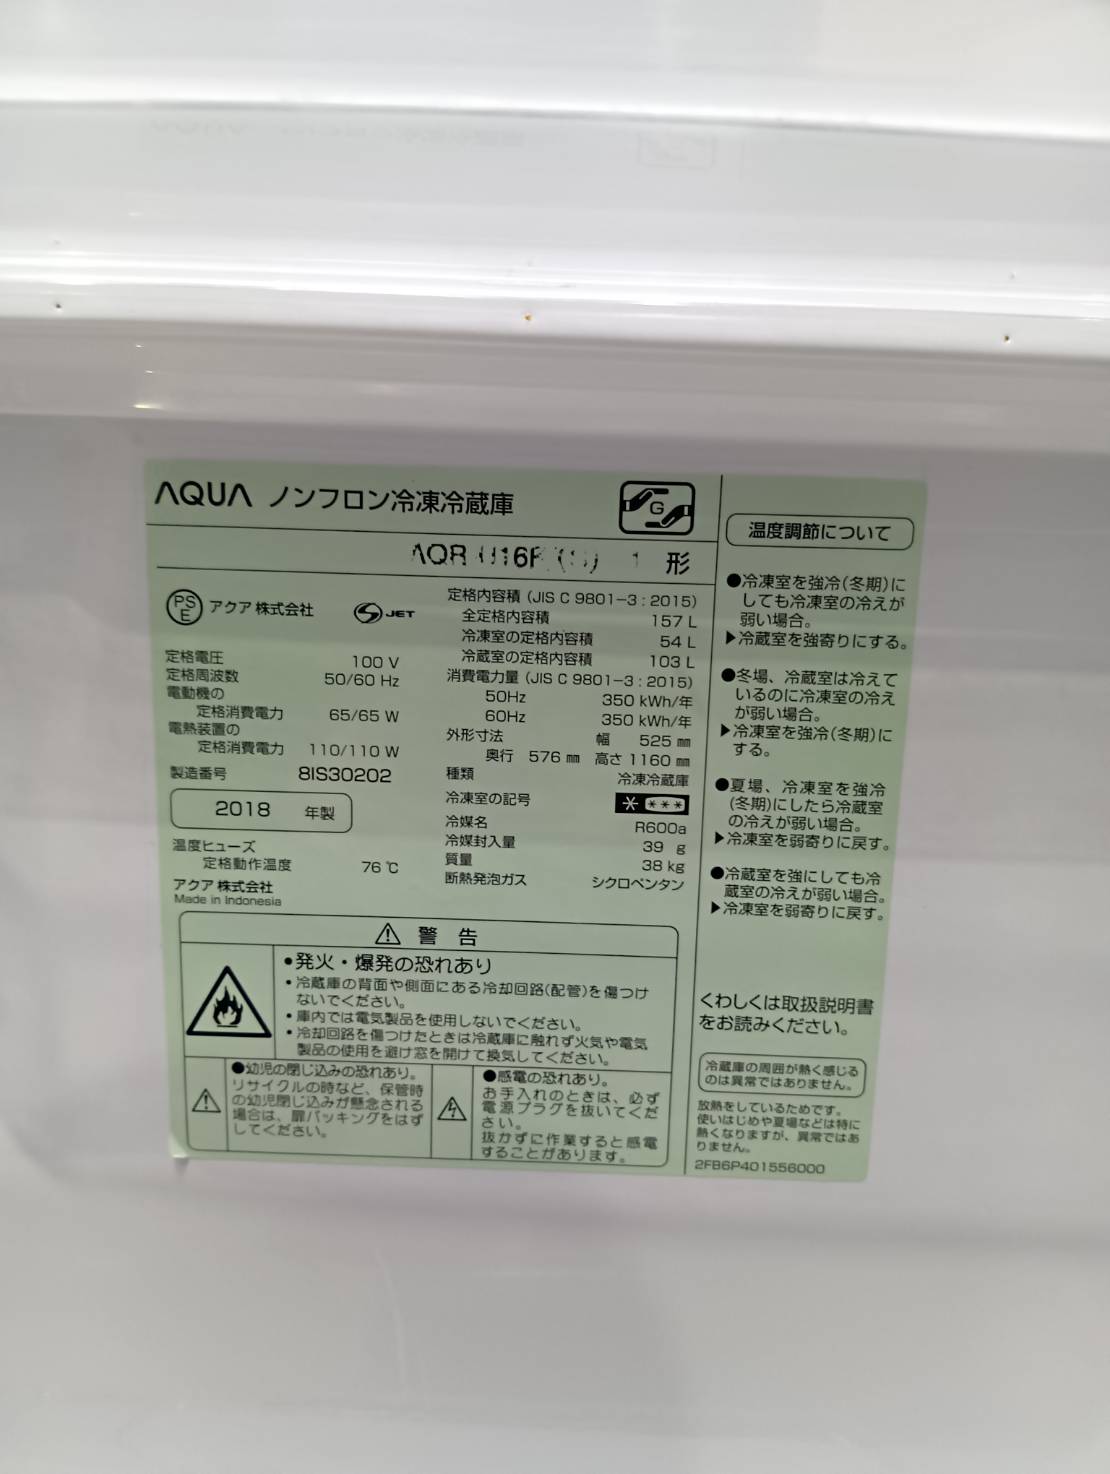 AQUA ノンフロン冷凍冷蔵庫
G
形
PSE アクア株式会社
JET
定格電圧 100 V
定格周波数 50/60 Hz
電動機の
定格消費電力 65/65 W
電熱装置の
定格消費電力 110/110 W
製造番号 8IS30202
2018 年製
温度ヒューズ
定格動作温度 76 ℃
アクア株式会社
Made in Indonesia
定格内容積 (JIS C 9801-3 : 2015)
全定格内容積 157 L
冷凍室の定格内容積 54 L
冷蔵室の定格内容積 103 L
消費電力量 (JIS C 9801-3 : 2015)
50Hz 350 kWh/年
60Hz 350 kWh/年
外形寸法 幅 525 ㎜
奥行 576 ㎜ 高さ 1160 ㎜
種類 冷凍冷蔵庫
冷凍室の記号 * ***
冷媒名 R600a
冷媒封入量 39 g
質量 38 kg
断熱発泡ガス シクロペンタン
⚠ 警告
•発火・爆発の恐れあり
•冷蔵庫の背面や側面にある冷却回路(配管)を傷つけ
ないでください。
•庫内では電気製品を使用しないでください。
•冷却回路を傷つけたときは冷蔵庫に触れず火気や電気
製品の使用を避け窓を開けて換気してください。
●幼児の閉じ込みの恐れあり。
リサイクルの時など、保管時
の幼児閉じ込みが懸念される
場合は、扉パッキングをはず
してください。
●感電の恐れあり。
お手入れのときは、必ず
電源プラグを抜いてくだ
さい。
抜かずに作業すると感電
することがあります。
温度調節について
●冷凍室を強冷(冬期)に
しても冷凍室の冷えが
弱い場合。
▶冷蔵室を強寄りにする。
●冬場、冷蔵室は冷えて
いるのに冷凍室の冷え
が弱い場合。
▶冷凍室を強冷(冬期)に
する。
●夏場、冷凍室を強冷
(冬期)にしたら冷蔵室
の冷えが弱い場合。
▶冷凍室を弱寄りに戻す。
●冷蔵室を強にしても冷
蔵室の冷えが弱い場合。
▶冷凍室を弱寄りに戻す。
くわしくは取扱説明書
をお読みください。
冷蔵庫の周囲が熱く感じる
のは異常ではありません。
放熱をしているためです。
使いはじめや夏場などは特に
熱くなりますが、異常ではあ
りません。
2FB6P401556000